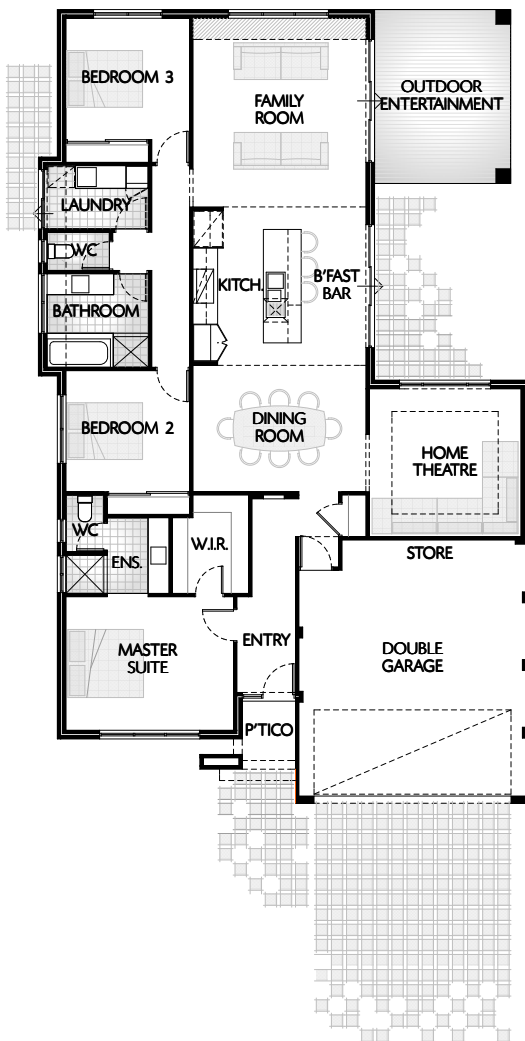 BEDROOM 3
FAMILY
ROOM
OUTDOOR
ENTERTAINMENT
LAUNDRY
WC
KITCH.
B'FAST
BAR
BATHROOM
BEDROOM 2
DINING
ROOM
HOME
THEATRE
WC
ENS.
W.I.R.
STORE
MASTER
SUITE
ENTRY
DOUBLE
GARAGE
P'TICO